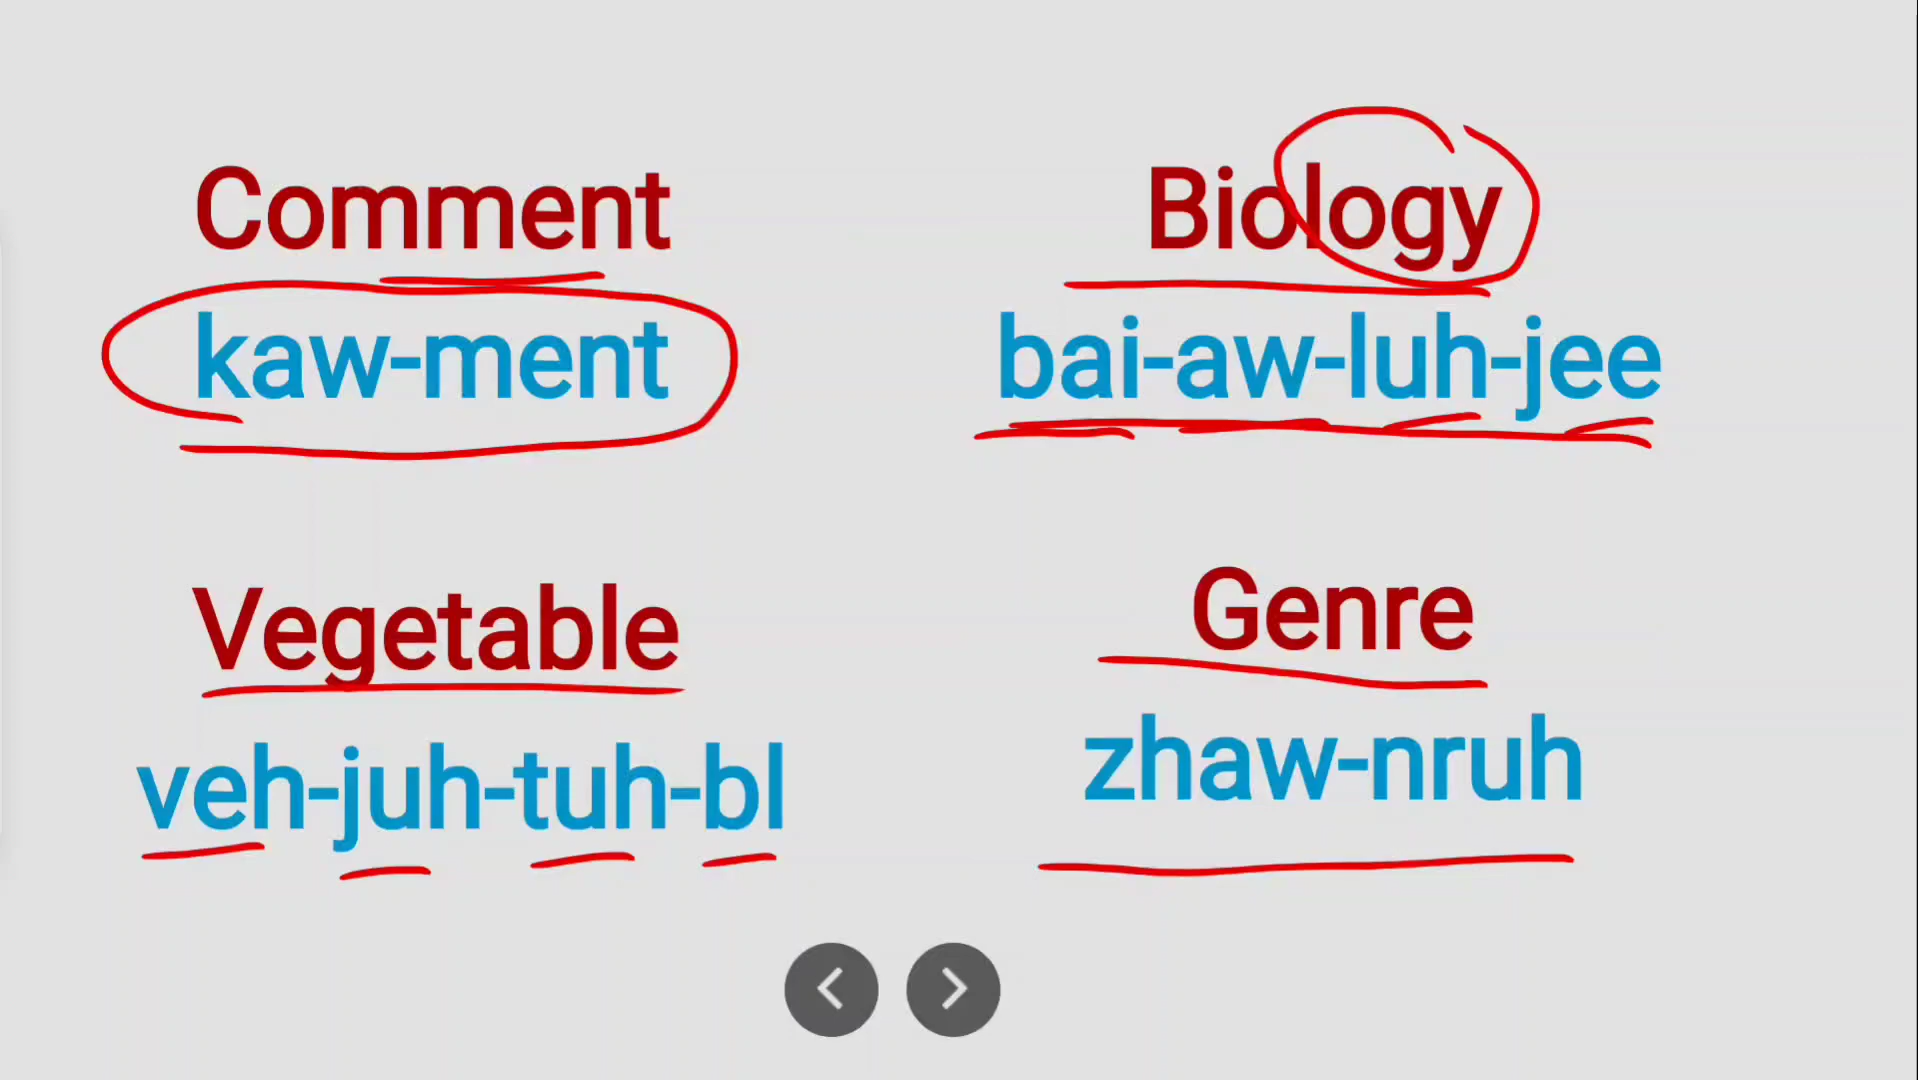 Comment
kaw-ment
Biology
bai-aw-luh-jee
Vegetable
veh-juh-tuh-bl
Genre
zhaw-nruh